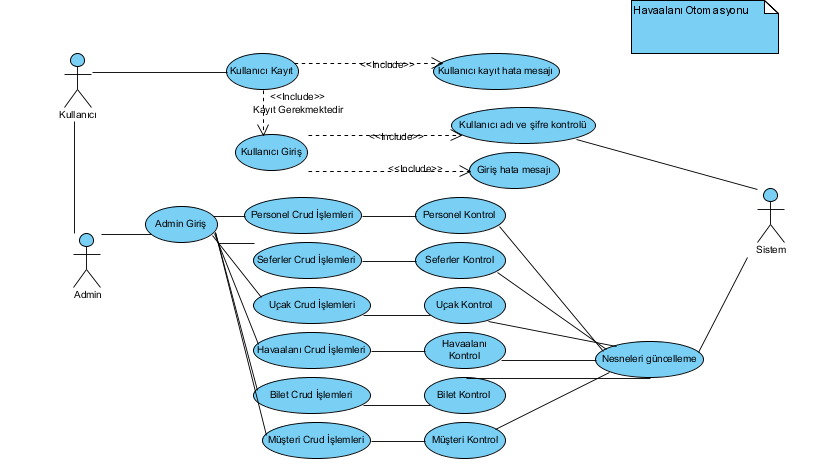 Havaalanı Otomasyonu
Kullanıcı Kayıt
<<Include>>
Kullanıcı kayıt hata mesajı
Kullanıcı
<<Include>>
Kayıt Gerekmektedir
Kullanıcı adı ve şifre kontrolü
<<Include>>
Kullanıcı Giriş
<<Include>>
Giriş hata mesajı
Personel Crud İşlemleri
Personel Kontrol
Admin Giriş
Sistem
Seferler Crud İşlemleri
Seferler Kontrol
Admin
Uçak Crud İşlemleri
Uçak Kontrol
Havaalanı Crud İşlemleri
Havaalanı
Kontrol
Nesneleri güncelleme
Bilet Crud İşlemleri
Bilet Kontrol
Müşteri Crud İşlemleri
Müşteri Kontrol